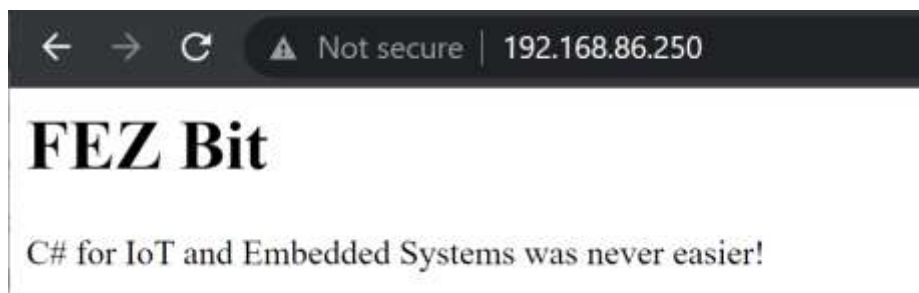 Not secure | 192.168.86.250
FEZ Bit
C# for IoT and Embedded Systems was never easier!